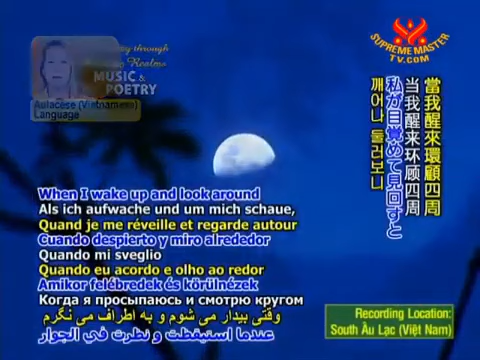 through
Realms
MUSIC &
POETRY
Aulacese (Vietnamese)
Language
SUPREME MASTER
TV.COM
當我醒來環顧四周
当我醒来环顾四周
私が目覚めて見回すと
깨어나 둘러보니
When I wake up and look around
Als ich aufwache und um mich schaue,
Quand je me réveille et regarde autour
Cuando despierto y miro alrededor
Quando mi sveglio
Quando eu acordo e olho ao redor
Amikor felébredek és körülnézek
Когда я просыпаюсь и смотрю кругом
وقتی بیدار می شوم و به اطراف می نگرم
عندما استيقظت و نظرت في الجوار
Recording Location:
South Âu Lạc (Việt Nam)